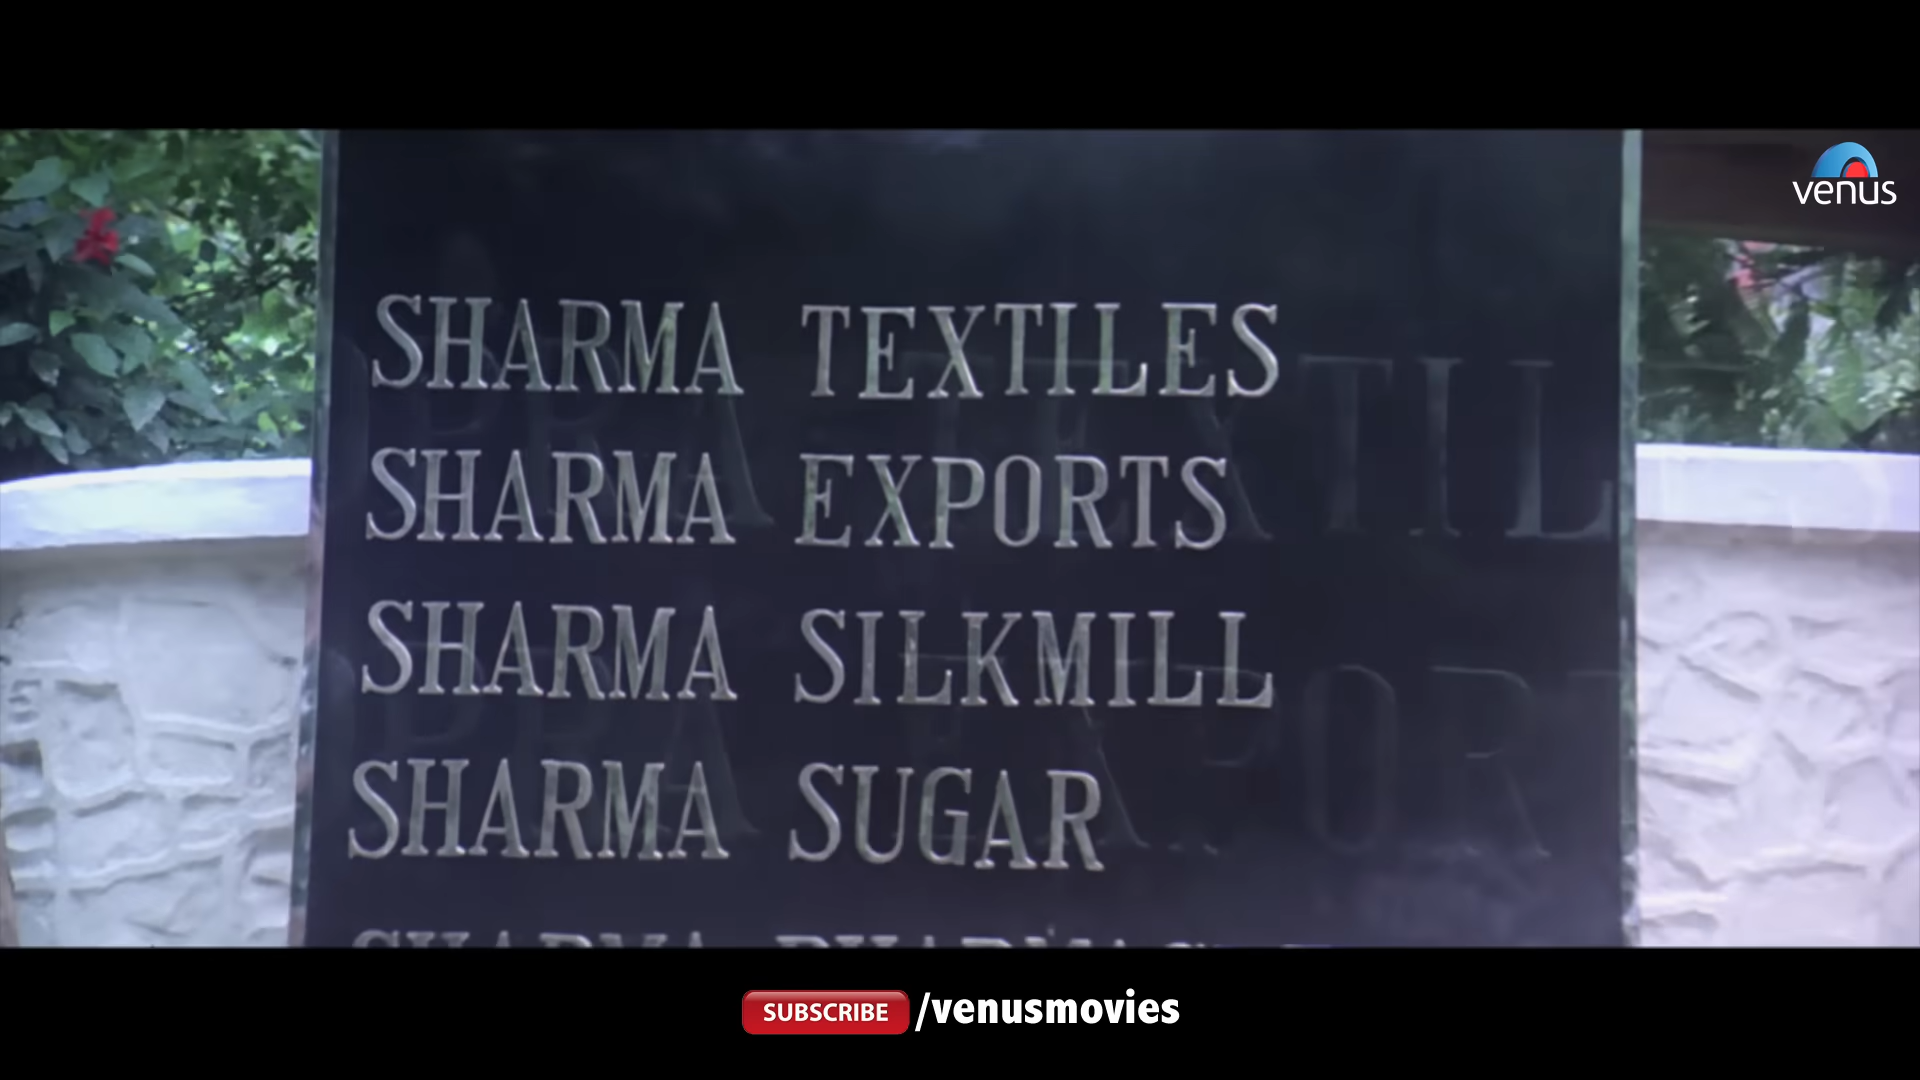 venus
SHARMA TEXTILES
SHARMA EXPORTS
SHARMA SILKMILL
SHARMA SUGAR
SUBSCRIBE /venusmovies